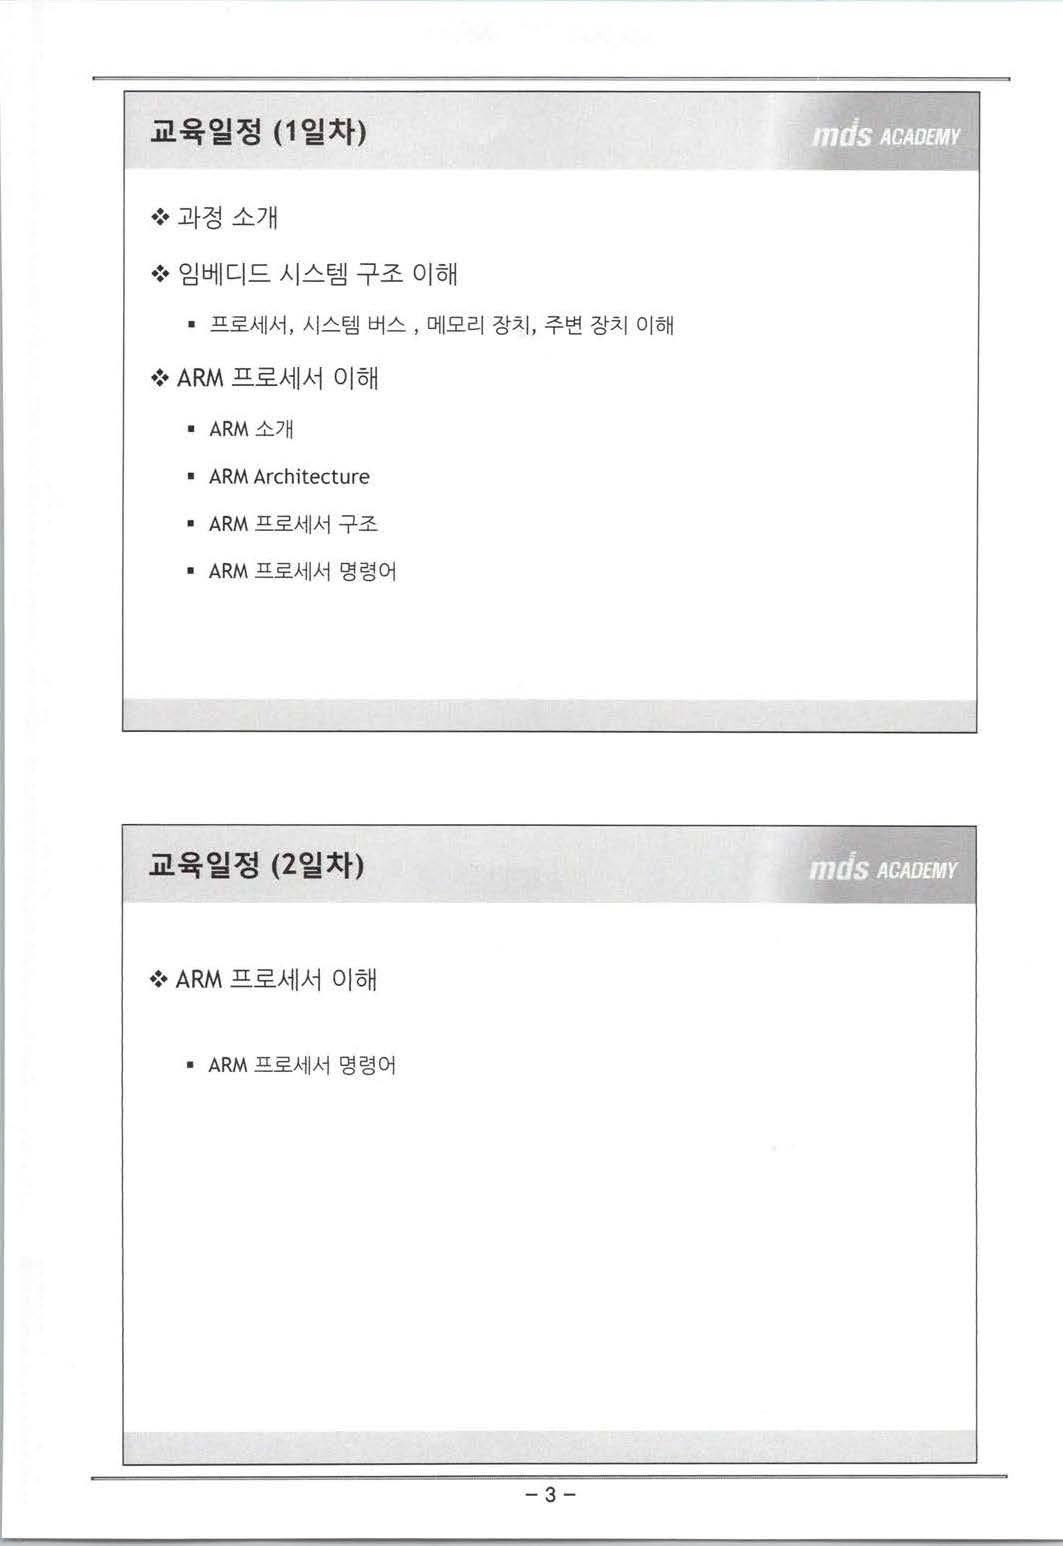 교육일정 (1일차)
mds ACADEMY
❖ 과정 소개
❖ 임베디드 시스템 구조 이해
▪ 프로세서, 시스템 버스 , 메모리 장치, 주변 장치 이해
❖ ARM 프로세서 이해
▪ ARM 소개
▪ ARM Architecture
▪ ARM 프로세서 구조
▪ ARM 프로세서 명령어
교육일정 (2일차)
mds ACADEMY
❖ ARM 프로세서 이해
▪ ARM 프로세서 명령어
- 3 -